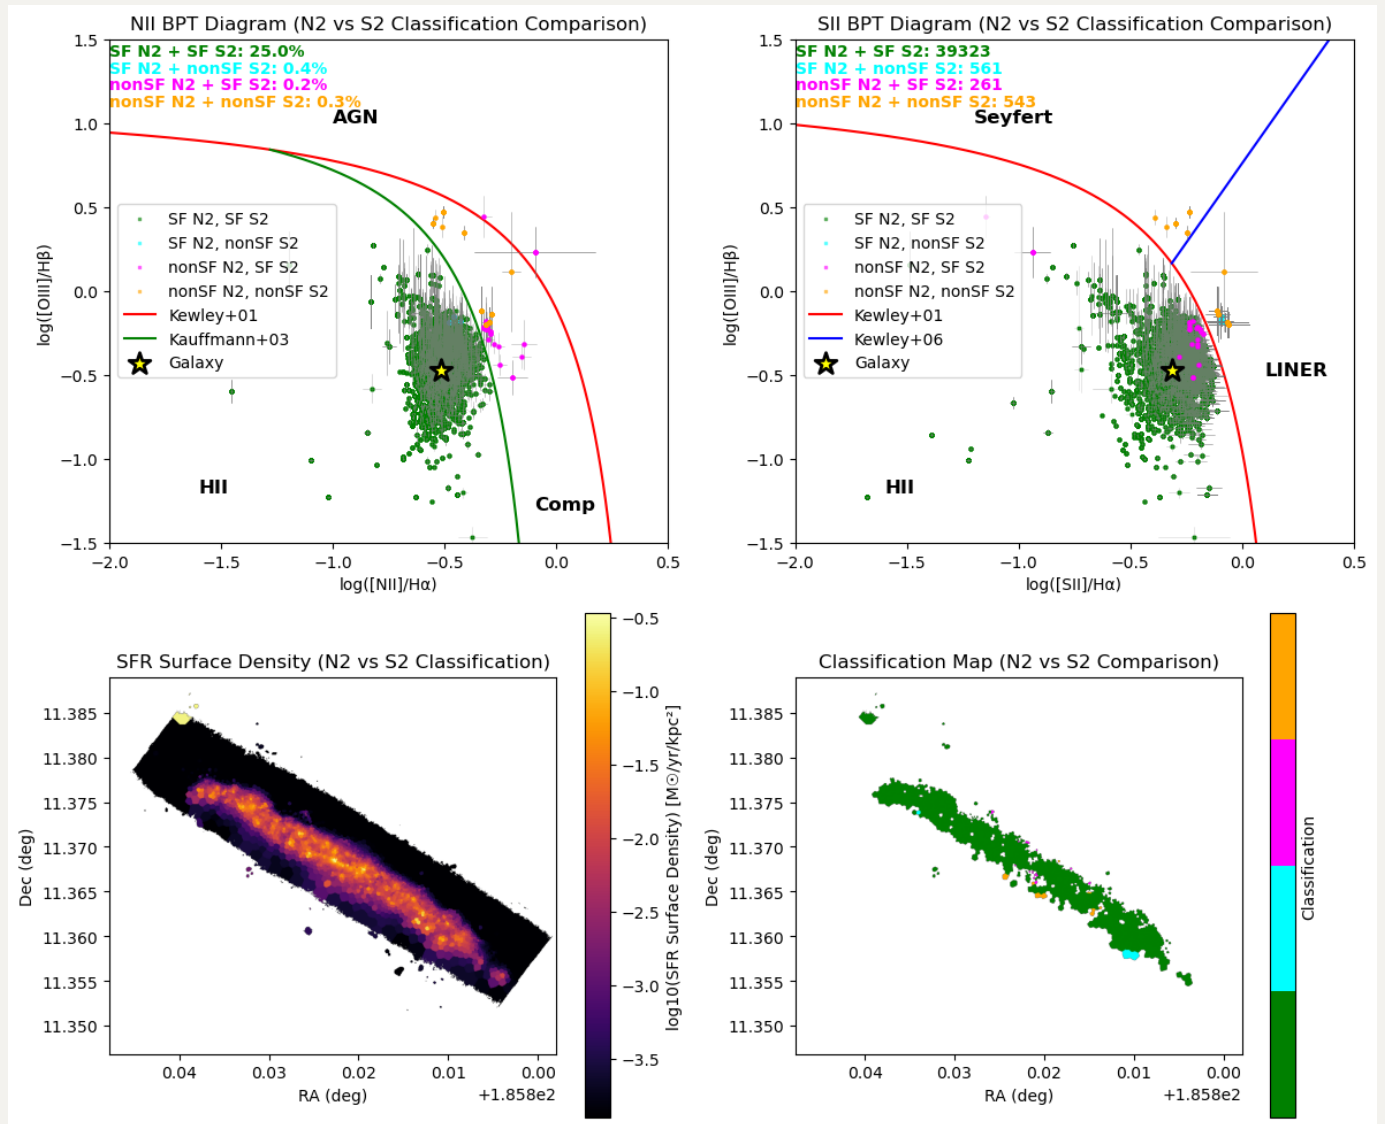 NII BPT Diagram (N2 vs S2 Classification Comparison)
SF N2 + SF S2: 25.0%
SF N2 + nonSF S2: 0.4%
nonSF N2 + SF S2: 0.2%
nonSF N2 + nonSF S2: 0.3%
AGN
SF N2, SF S2
SF N2, nonSF S2
nonSF N2, SF S2
nonSF N2, nonSF S2
Kewley+01
Kauffmann+03
Galaxy
HII
Comp
1.5
1.0
0.5
0.0
−0.5
−1.0
−1.5
log([OIII]/Hβ)
−2.0 −1.5 −1.0 −0.5 0.0 0.5
log([NII]/Hα)
SII BPT Diagram (N2 vs S2 Classification Comparison)
SF N2 + SF S2: 39323
SF N2 + nonSF S2: 561
nonSF N2 + SF S2: 261
nonSF N2 + nonSF S2: 543
Seyfert
SF N2, SF S2
SF N2, nonSF S2
nonSF N2, SF S2
nonSF N2, nonSF S2
Kewley+01
Kewley+06
Galaxy
LINER
HII
1.5
1.0
0.5
0.0
−0.5
−1.0
−1.5
log([OIII]/Hβ)
−2.0 −1.5 −1.0 −0.5 0.0 0.5
log([SII]/Hα)
SFR Surface Density (N2 vs S2 Classification)
11.385
11.380
11.375
11.370
11.365
11.360
11.355
11.350
Dec (deg)
0.04 0.03 0.02 0.01 0.00
RA (deg)
+1.858e2
−0.5
−1.0
−1.5
−2.0
−2.5
−3.0
−3.5
log10(SFR Surface Density) [M☉/yr/kpc²]
Classification Map (N2 vs S2 Comparison)
11.385
11.380
11.375
11.370
11.365
11.360
11.355
11.350
Dec (deg)
0.04 0.03 0.02 0.01 0.00
RA (deg)
+1.858e2
Classification